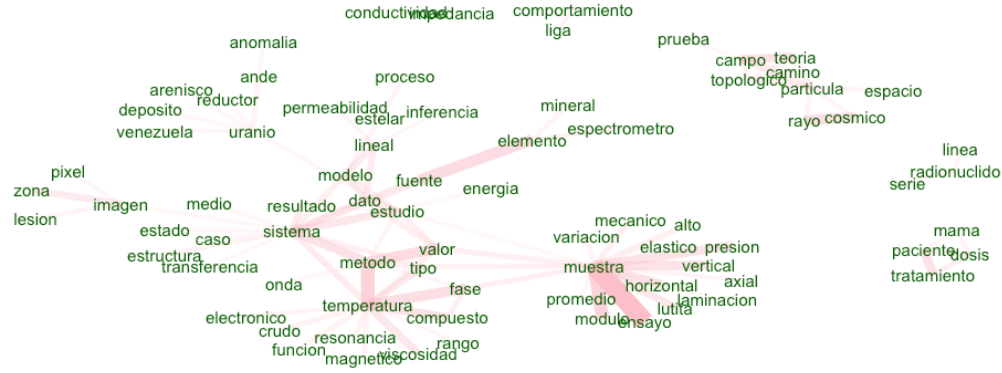 conductividad
impedancia
comportamiento
liga
anomalia
prueba
campo
teoria
camino
topologico
particula
espacio
rayo
cosmico
ande
proceso
arenisco
reductor
deposito
permeabilidad
inferencia
mineral
estelar
venezuela
uranio
espectrometro
elemento
lineal
linea
radionuclido
serie
pixel
modelo
fuente
energia
zona
imagen
medio
resultado
dato
estudio
lesion
estado
sistema
caso
mecanico
alto
variacion
elastico
presion
mama
paciente
dosis
tratamiento
estructura
transferencia
metodo
valor
tipo
muestra
vertical
axial
onda
fase
horizontal
laminacion
temperatura
promedio
lutita
modulo
ensayo
electronico
compuesto
crudo
resonancia
rango
funcion
magnetico
viscosidad